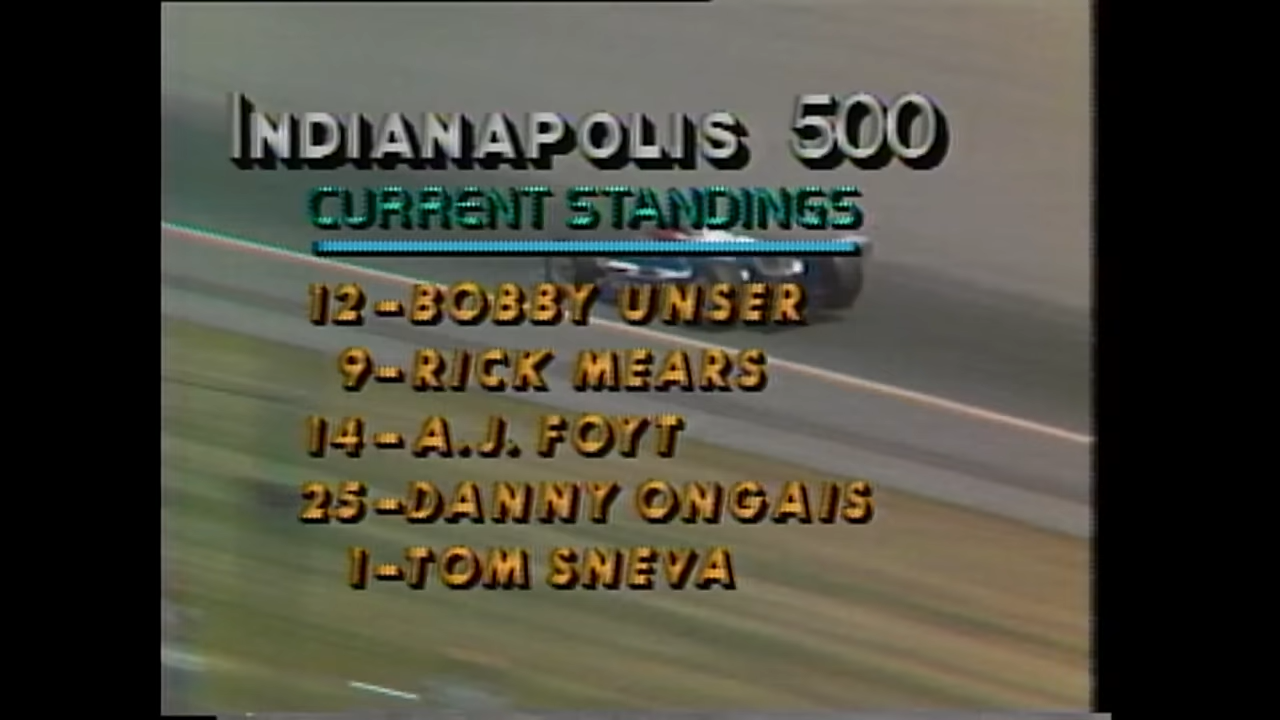 INDIANAPOLIS 500
CURRENT STANDINGS
12-BOBBY UNSER
9-RICK MEARS
14-A.J. FOYT
25-DANNY ONGAIS
1-TOM SNEVA